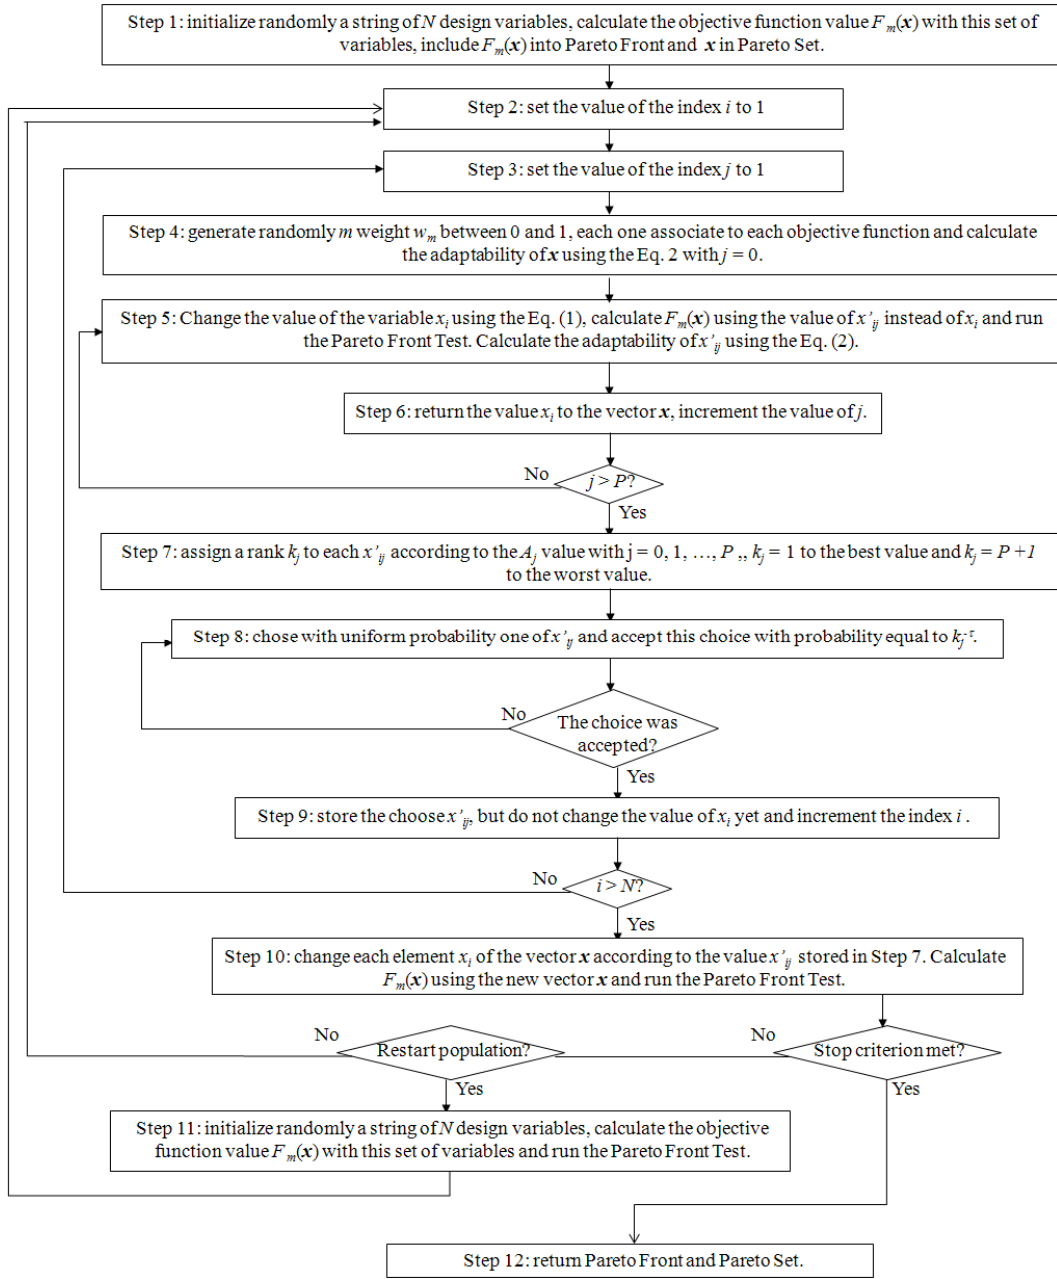 Step 1: initialize randomly a string of N design variables, calculate the objective function value Fm(x) with this set of
variables, include Fm(x) into Pareto Front and x in Pareto Set.
Step 2: set the value of the index i to 1
Step 3: set the value of the index j to 1
Step 4: generate randomly m weight wm between 0 and 1, each one associate to each objective function and calculate
the adaptability of x using the Eq. 2 with j = 0.
Step 5: Change the value of the variable xi using the Eq. (1), calculate Fm(x) using the value of x'ij instead of xi and run
the Pareto Front Test. Calculate the adaptability of x'ij using the Eq. (2).
Step 6: return the value xi to the vector x, increment the value of j.
No
j > P?
Yes
Step 7: assign a rank kj to each x'ij according to the Aj value with j = 0, 1, …, P ,, kj = 1 to the best value and kj = P +1
to the worst value.
Step 8: chose with uniform probability one of x'ij and accept this choice with probability equal to kj^-τ.
No
The choice was
accepted?
Yes
Step 9: store the choose x'ij, but do not change the value of xi yet and increment the index i .
No
i > N?
Yes
Step 10: change each element xi of the vector x according to the value x'ij stored in Step 7. Calculate
Fm(x) using the new vector x and run the Pareto Front Test.
No
Restart population?
No
Stop criterion met?
Yes
Yes
Step 11: initialize randomly a string of N design variables, calculate the objective
function value Fm(x) with this set of variables and run the Pareto Front Test.
Step 12: return Pareto Front and Pareto Set.